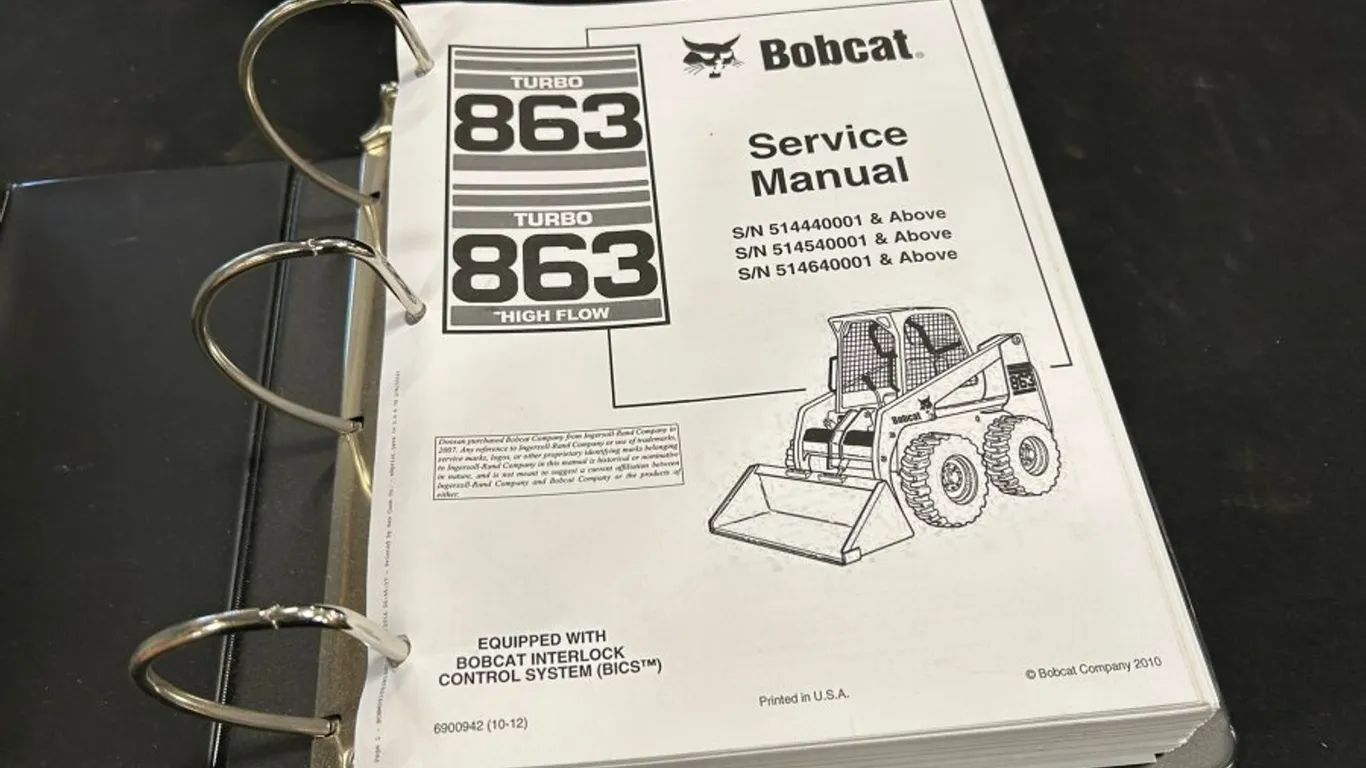 TURBO
863
TURBO
863
HIGH FLOW
Bobcat®
Service
Manual
S/N 514440001 & Above
S/N 514540001 & Above
S/N 514640001 & Above
863
Bobcat
Doosan purchased Bobcat Company from Ingersoll-Rand Company in
2007. Any reference to Ingersoll-Rand Company or use of trademarks,
service marks, logos, or other proprietary identifying marks belonging
to Ingersoll-Rand Company in this manual is historical or nominative
in nature, and is not meant to suggest a current affiliation between
Ingersoll-Rand Company and Bobcat Company or the products of
either.
EQUIPPED WITH
BOBCAT INTERLOCK
CONTROL SYSTEM (BICS™)
6900942 (10-12)
Printed in U.S.A.
© Bobcat Company 2010